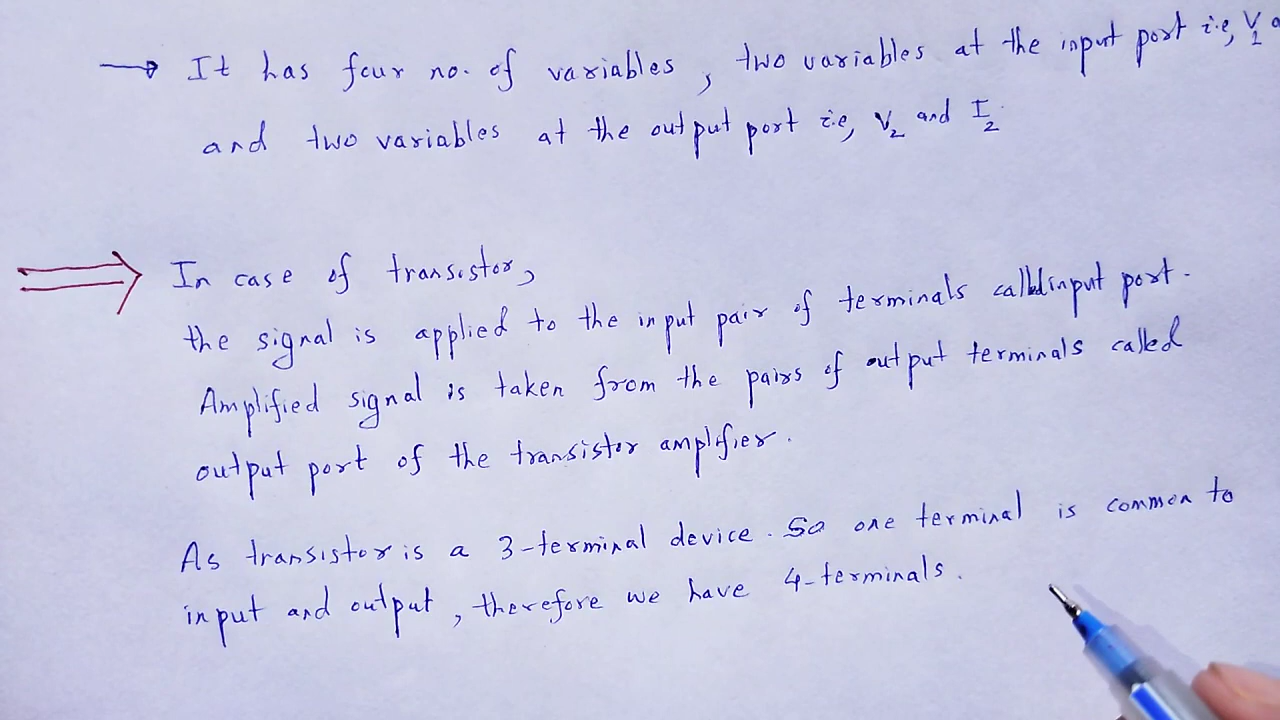 → It has four no. of variables, two variables at the input port i.e, V₁
and two variables at the output port i.e, V₂ and I₂
⇒ In case of transistor,
the signal is applied to the input pair of terminals called input port.
Amplified signal is taken from the pairs of output terminals called
output port of the transistor amplifier.
As transistor is a 3-terminal device. So one terminal is common to
input and output, therefore we have 4-terminals.